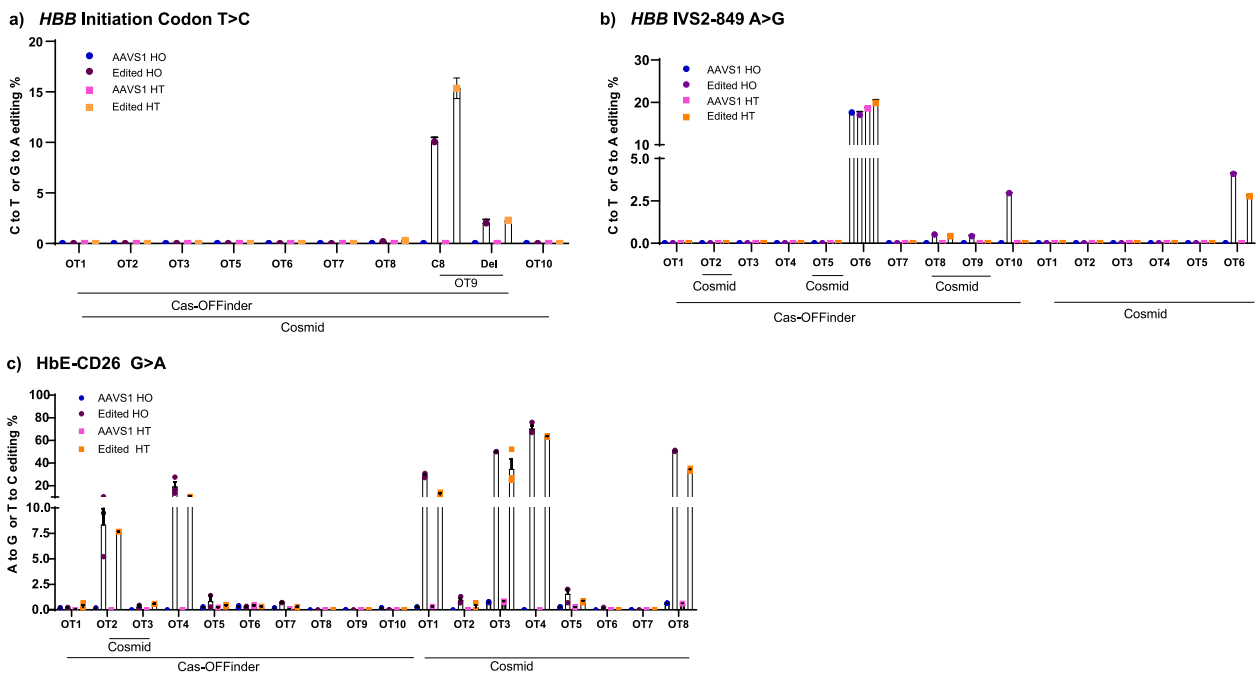 a) HBB Initiation Codon T>C
C to T or G to A editing %
20
15
10
5
0
AAVS1 HO
Edited HO
AAVS1 HT
Edited HT
OT1 OT2 OT3 OT5 OT6 OT7 OT8 C8 Del OT10
OT9
Cas-OFFinder
Cosmid
b) HBB IVS2-849 A>G
C to T or G to A editing %
30
20
10
5.0
2.5
0.0
AAVS1 HO
Edited HO
AAVS1 HT
Edited HT
OT1 OT2 OT3 OT4 OT5 OT6 OT7 OT8 OT9 OT10 OT1 OT2 OT3 OT4 OT5 OT6
Cosmid Cosmid Cosmid
Cas-OFFinder Cosmid
c) HbE-CD26 G>A
A to G or T to C editing %
100
80
60
40
20
10.0
7.5
5.0
2.5
0.0
AAVS1 HO
Edited HO
AAVS1 HT
Edited HT
OT1 OT2 OT3 OT4 OT5 OT6 OT7 OT8 OT9 OT10 OT1 OT2 OT3 OT4 OT5 OT6 OT7 OT8
Cosmid
Cas-OFFinder Cosmid